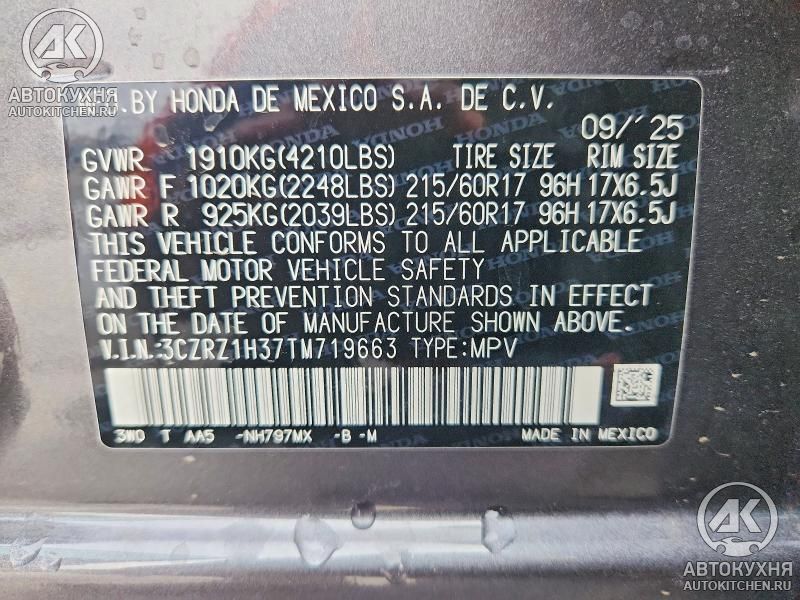 АК
АВТОКУХНЯ
AUTOKITCHEN.RU
BY HONDA DE MEXICO S.A. DE C.V.
09/'25
GVWR 1910KG(4210LBS) TIRE SIZE RIM SIZE
GAWR F 1020KG(2248LBS) 215/60R17 96H 17X6.5J
GAWR R 925KG(2039LBS) 215/60R17 96H 17X6.5J
THIS VEHICLE CONFORMS TO ALL APPLICABLE
FEDERAL MOTOR VEHICLE SAFETY
AND THEFT PREVENTION STANDARDS IN EFFECT
ON THE DATE OF MANUFACTURE SHOWN ABOVE.
V.I.N.:3CZRZ1H37TM719663 TYPE:MPV
3W0 T AA5 -NH797MX -B -M MADE IN MEXICO
АК
АВТОКУХНЯ
AUTOKITCHEN.RU